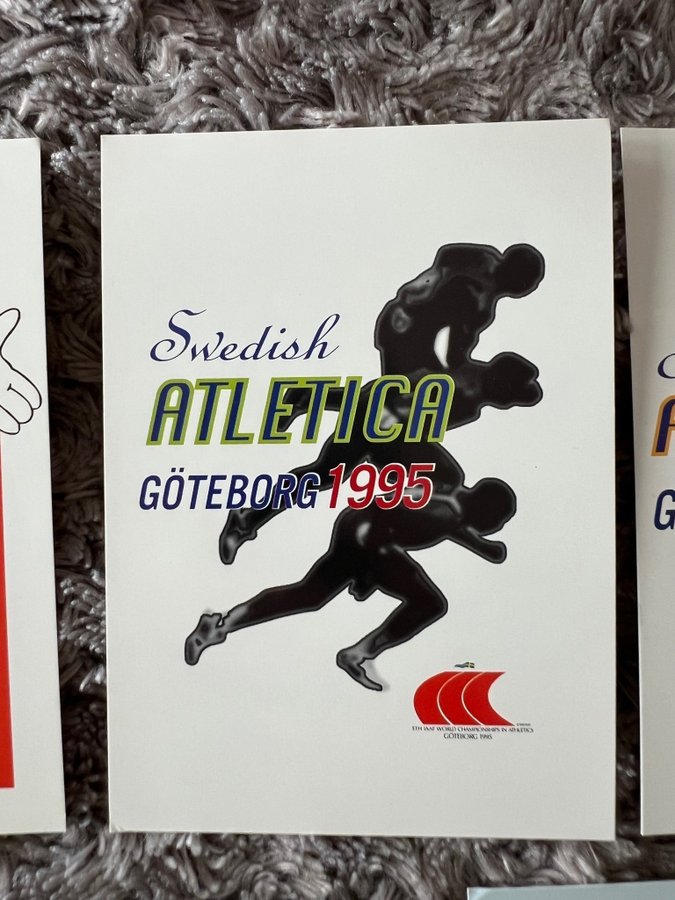 Swedish
ATLETICA
GÖTEBORG 1995
5TH IAAF WORLD CHAMPIONSHIPS IN ATHLETICS
GÖTEBORG 1995
G